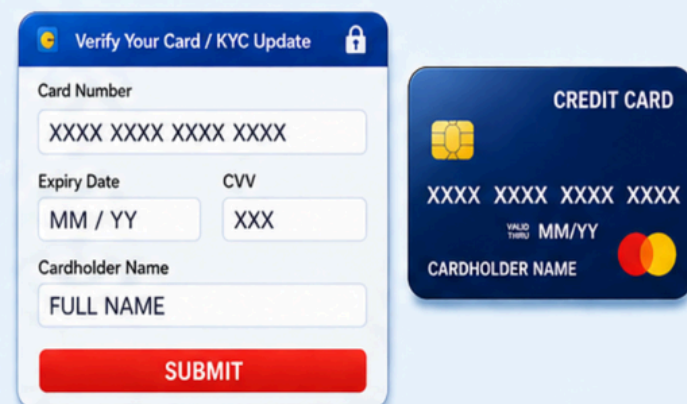 Verify Your Card / KYC Update
Card Number
XXXX XXXX XXXX XXXX
Expiry Date CVV
MM / YY XXX
Cardholder Name
FULL NAME
SUBMIT
CREDIT CARD
XXXX XXXX XXXX XXXX
VALID THRU MM/YY
CARDHOLDER NAME